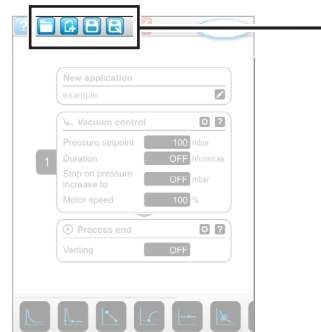 ?
New application
example
Vacuum control ?
Pressure setpoint 100 mbar
1
Duration OFF hh:mm:ss
Stop on pressure
increase to OFF mbar
Motor speed 100 %
Process end ?
Venting OFF